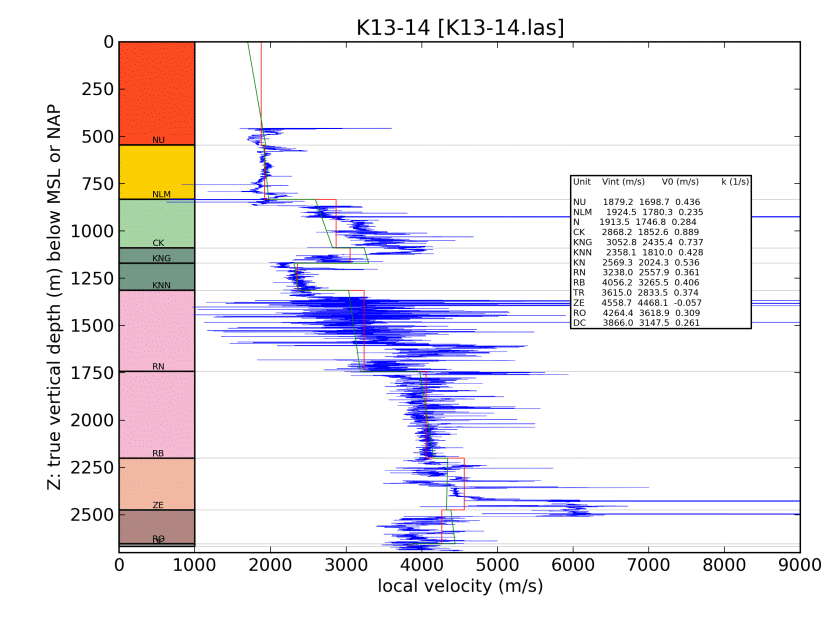 K13-14 [K13-14.las]
Z: true vertical depth (m) below MSL or NAP
0
250
500
750
1000
1250
1500
1750
2000
2250
2500
NU
NLM
CK
KNG
KNN
RN
RB
ZE
RO
Unit Vint (m/s) V0 (m/s) k (1/s)
NU 1879.2 1698.7 0.436
NLM 1924.5 1780.3 0.235
N 1913.5 1746.8 0.284
CK 2868.2 1852.6 0.889
KNG 3052.8 2435.4 0.737
KNN 2358.1 1810.0 0.428
KN 2569.3 2024.3 0.536
RN 3238.0 2557.9 0.361
RB 4056.2 3265.5 0.406
TR 3615.0 2833.5 0.374
ZE 4558.7 4468.1 -0.057
RO 4264.4 3618.9 0.309
DC 3866.0 3147.5 0.261
0 1000 2000 3000 4000 5000 6000 7000 8000 9000
local velocity (m/s)